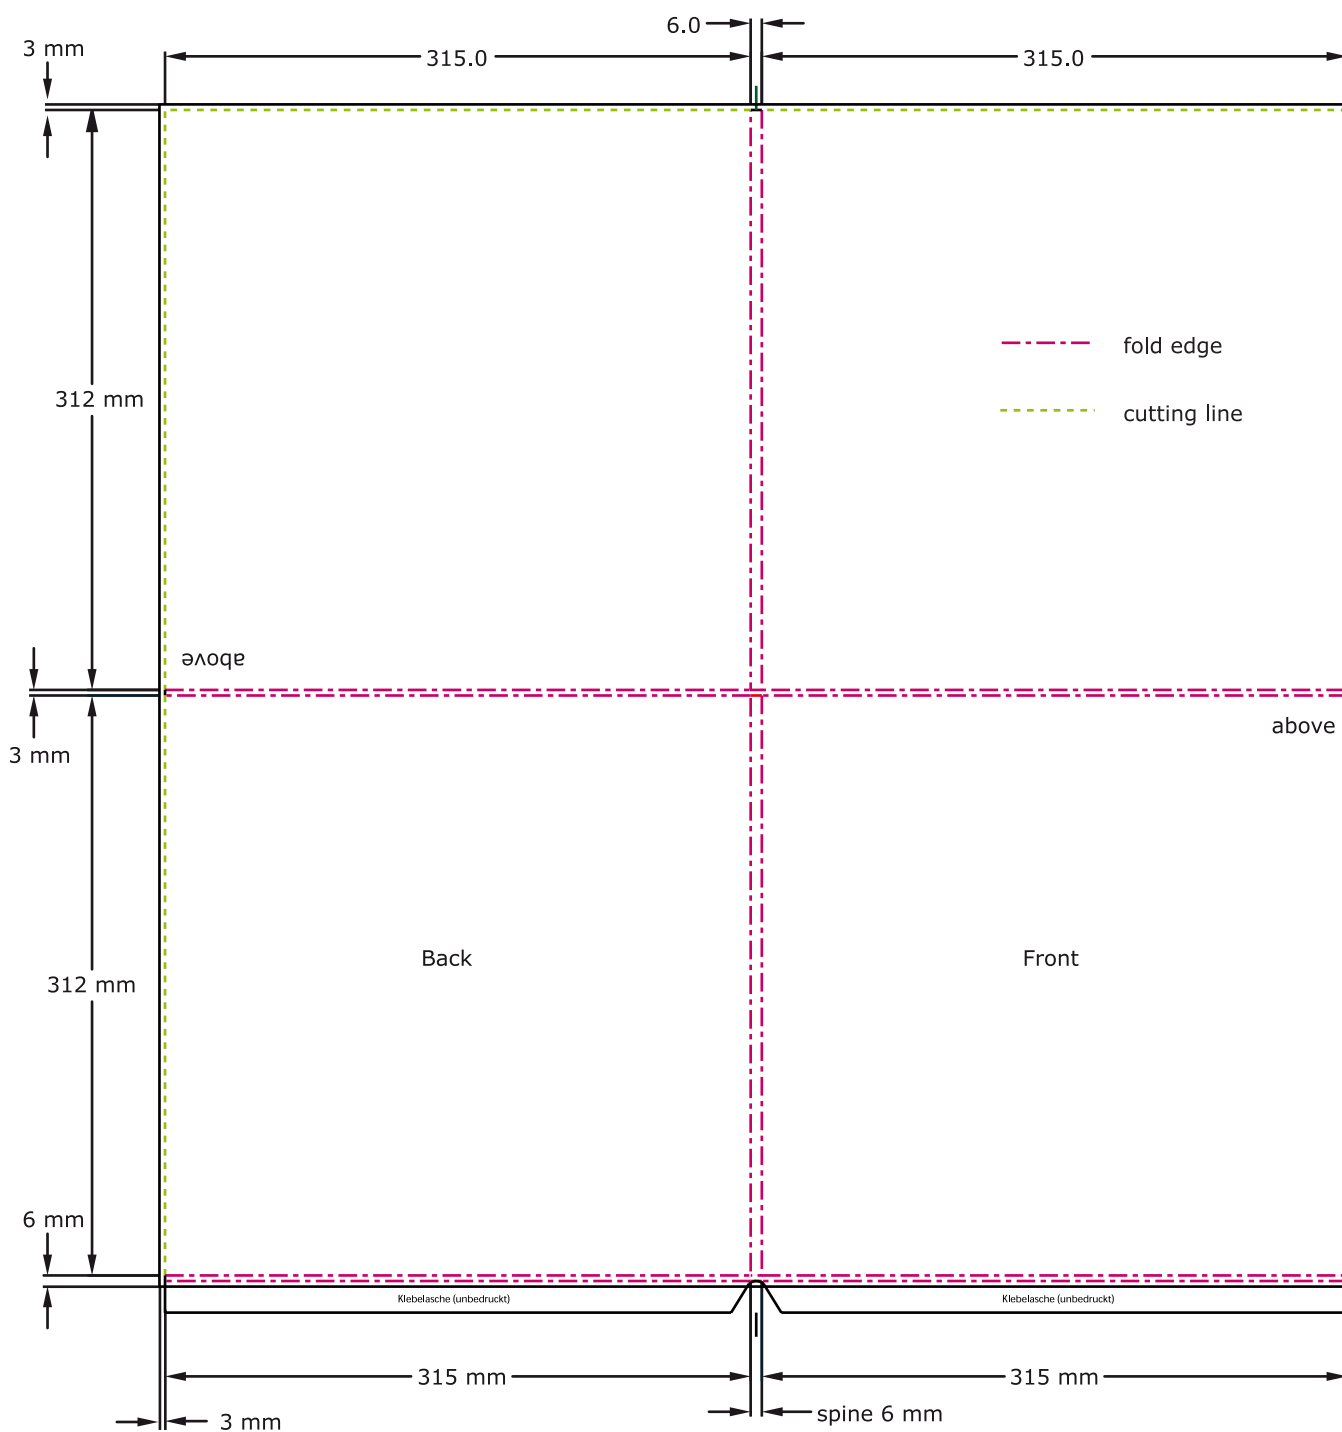 6.0
3 mm
315.0
315.0
fold edge
312 mm
cutting line
above
above
3 mm
Back
Front
312 mm
6 mm
Klebelasche (unbedruckt)
Klebelasche (unbedruckt)
315 mm
315 mm
spine 6 mm
3 mm